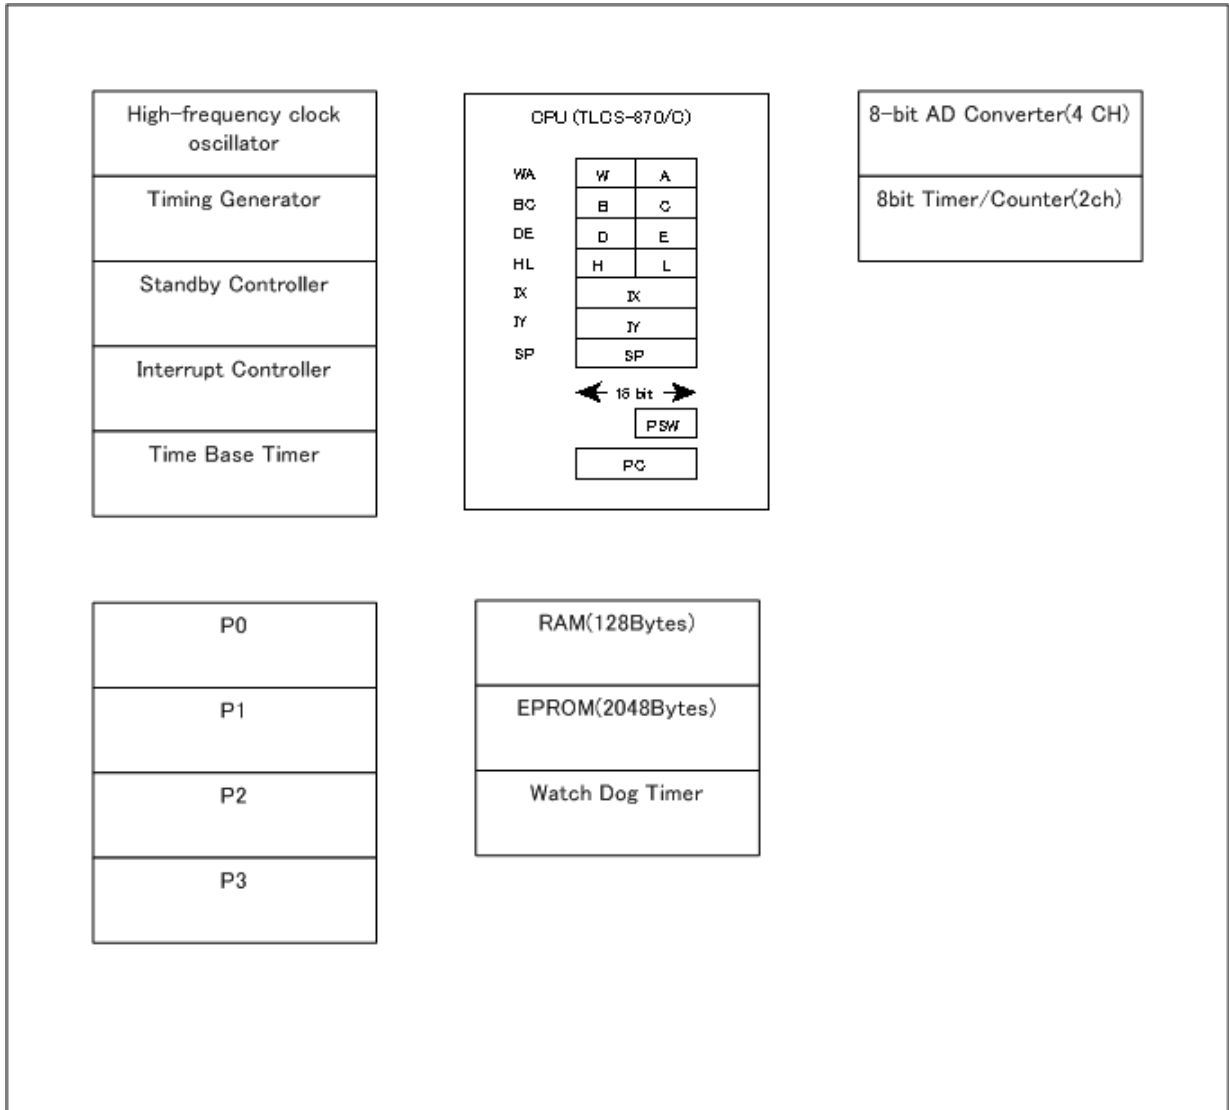 High-frequency clock
oscillator
Timing Generator
Standby Controller
Interrupt Controller
Time Base Timer
CPU (TLCS-870/C)
WA W A
BC B C
DE D E
HL H L
IX IX
IY IY
SP SP
16 bit
PSW
PC
8-bit AD Converter(4 CH)
8bit Timer/Counter(2ch)
P0
P1
P2
P3
RAM(128Bytes)
EPROM(2048Bytes)
Watch Dog Timer